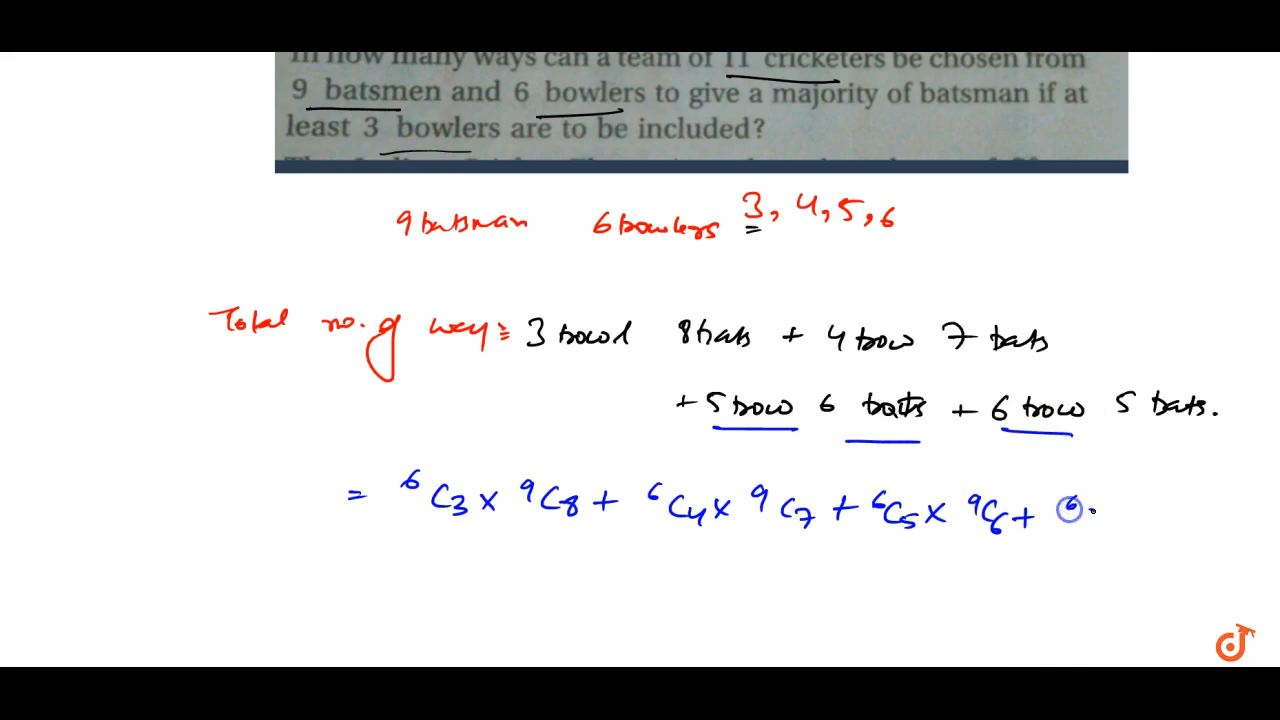 In how many ways can a team of 11 cricketers be chosen from
9 batsmen and 6 bowlers to give a majority of batsman if at
least 3 bowlers are to be included?
9 batsman 6 bowlers 3, 4, 5, 6
Total no. of way = 3 bowl 8 bats + 4 bow 7 bats
+ 5 bow 6 bats + 6 bow 5 bats.
= ⁶C₃ × ⁹C₈ + ⁶C₄ × ⁹C₇ + ⁶C₅ × ⁹C₆ + ⁶